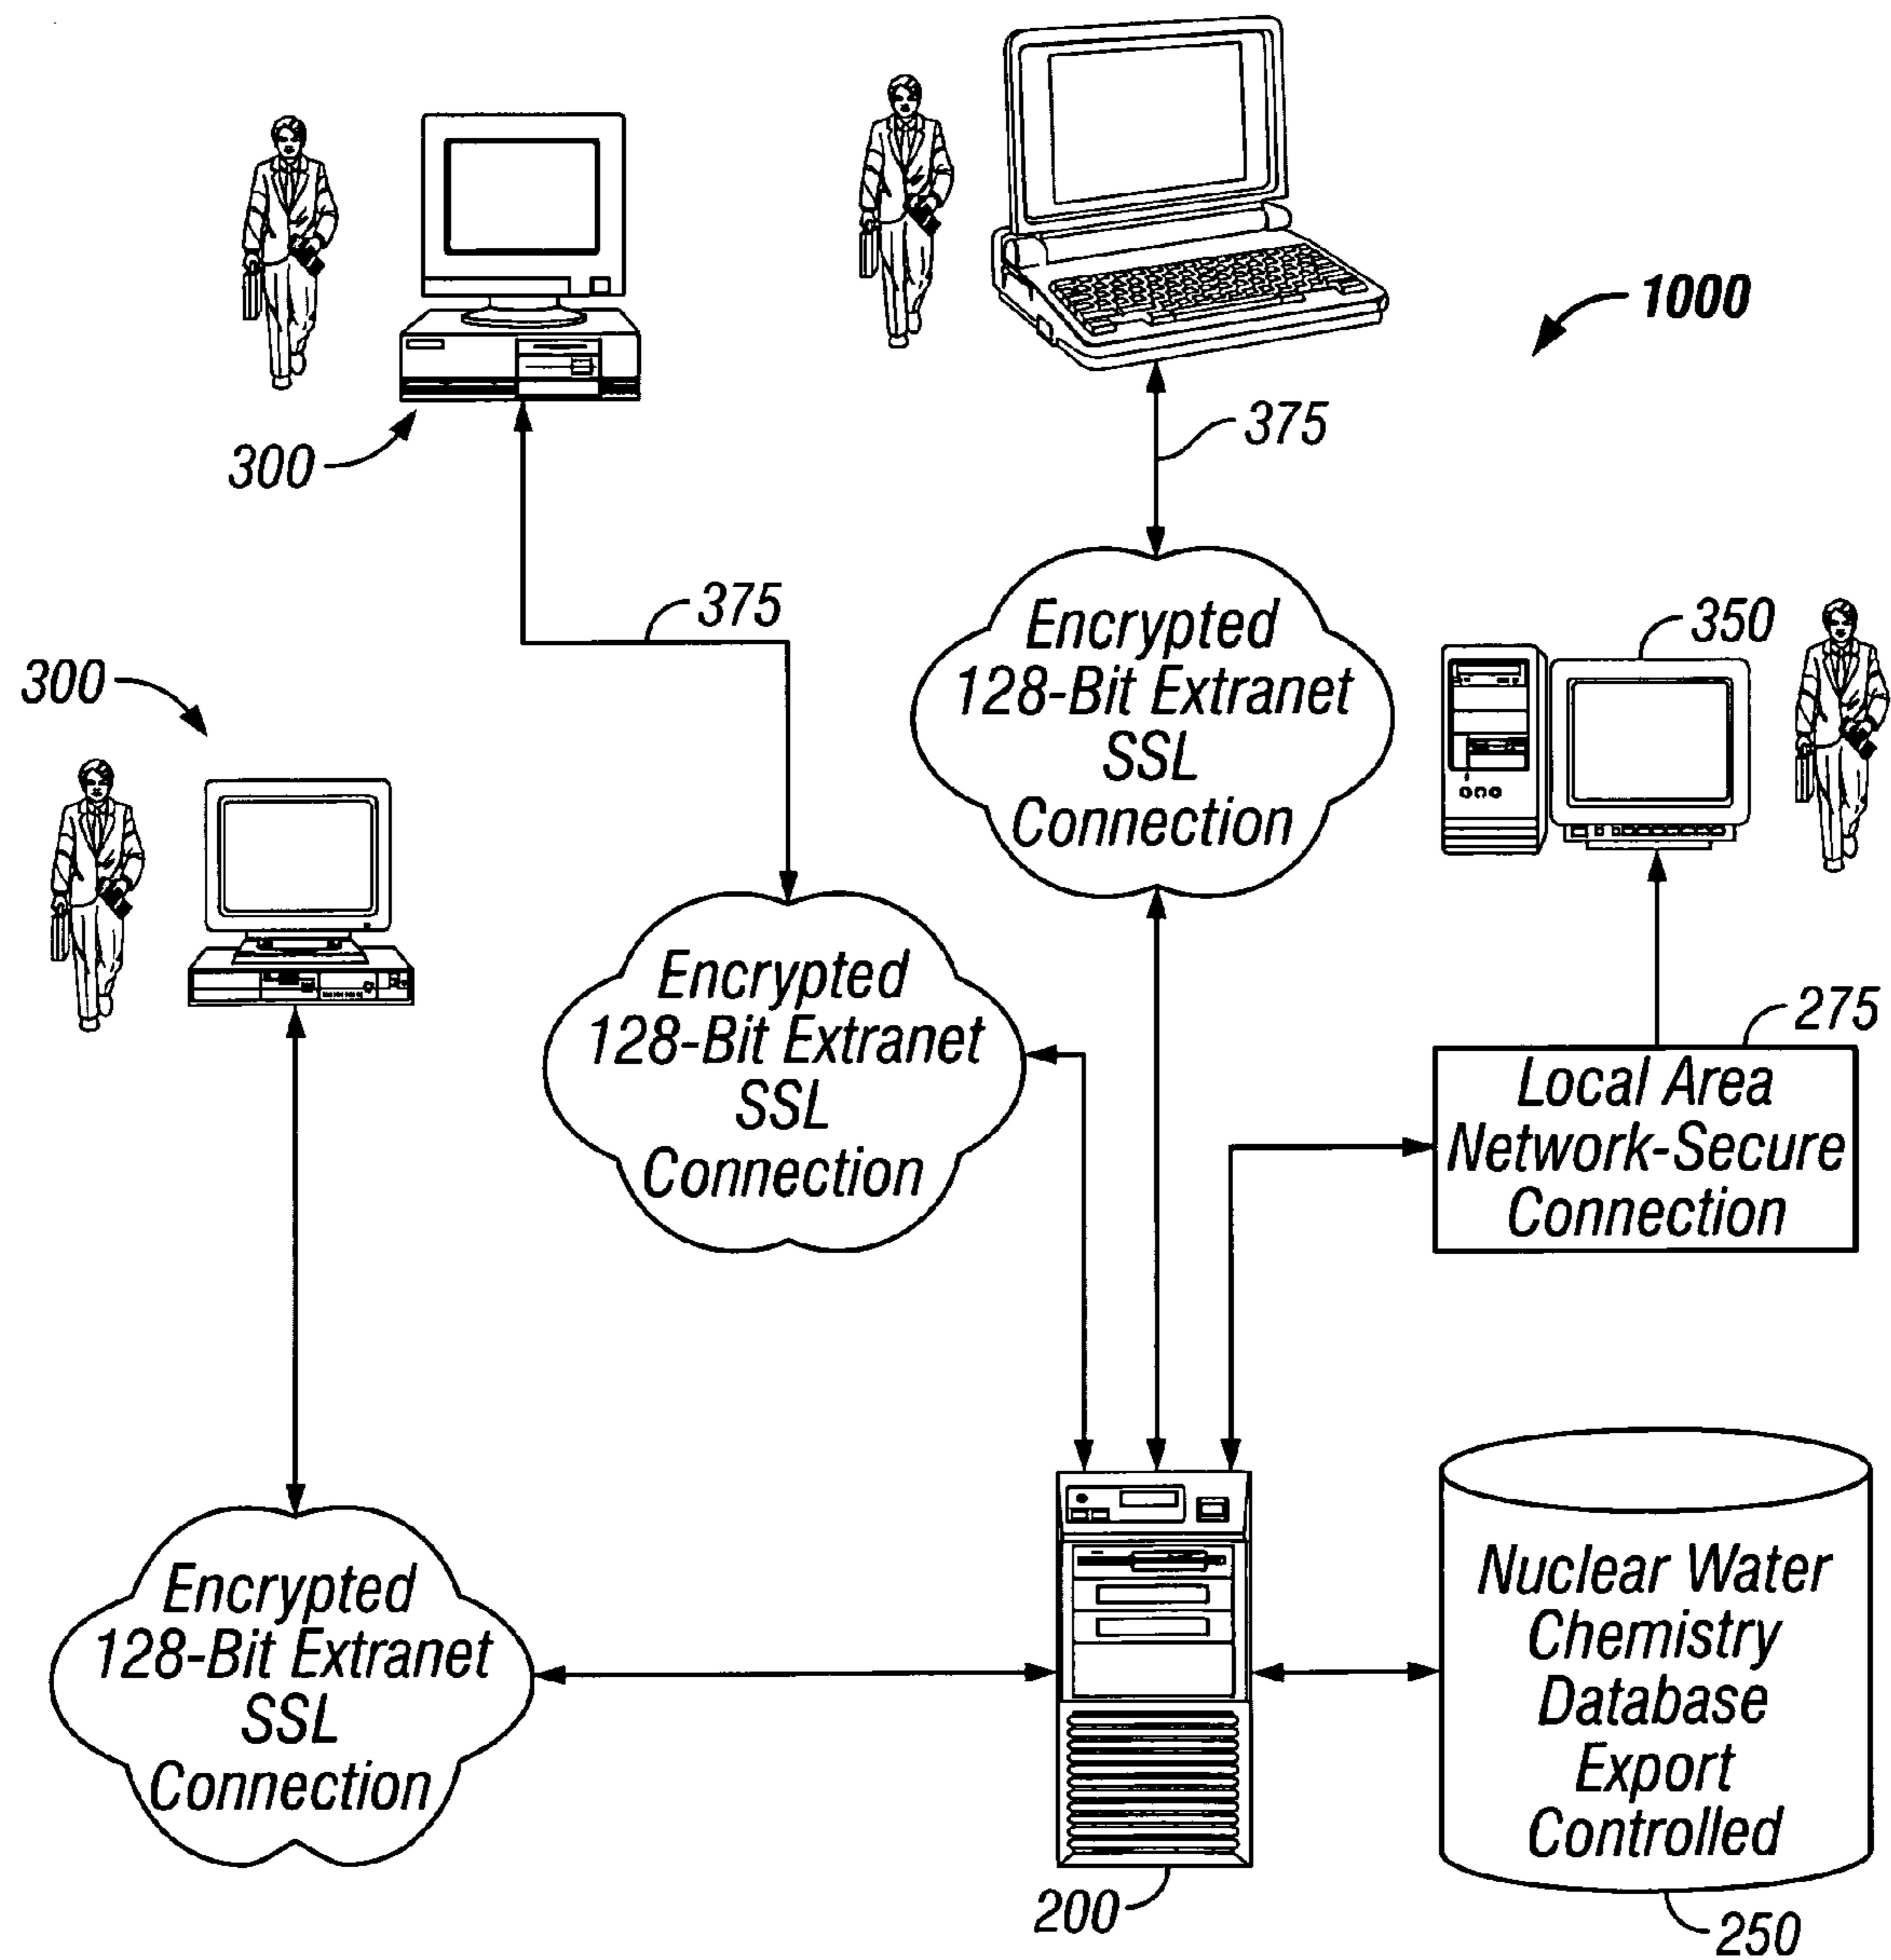 1000
300
375
Encrypted
128-Bit Extranet
SSL
Connection
375
350
300
Encrypted
128-Bit Extranet
SSL
Connection
275
Local Area
Network-Secure
Connection
Encrypted
128-Bit Extranet
SSL
Connection
Nuclear Water
Chemistry
Database
Export
Controlled
200
250